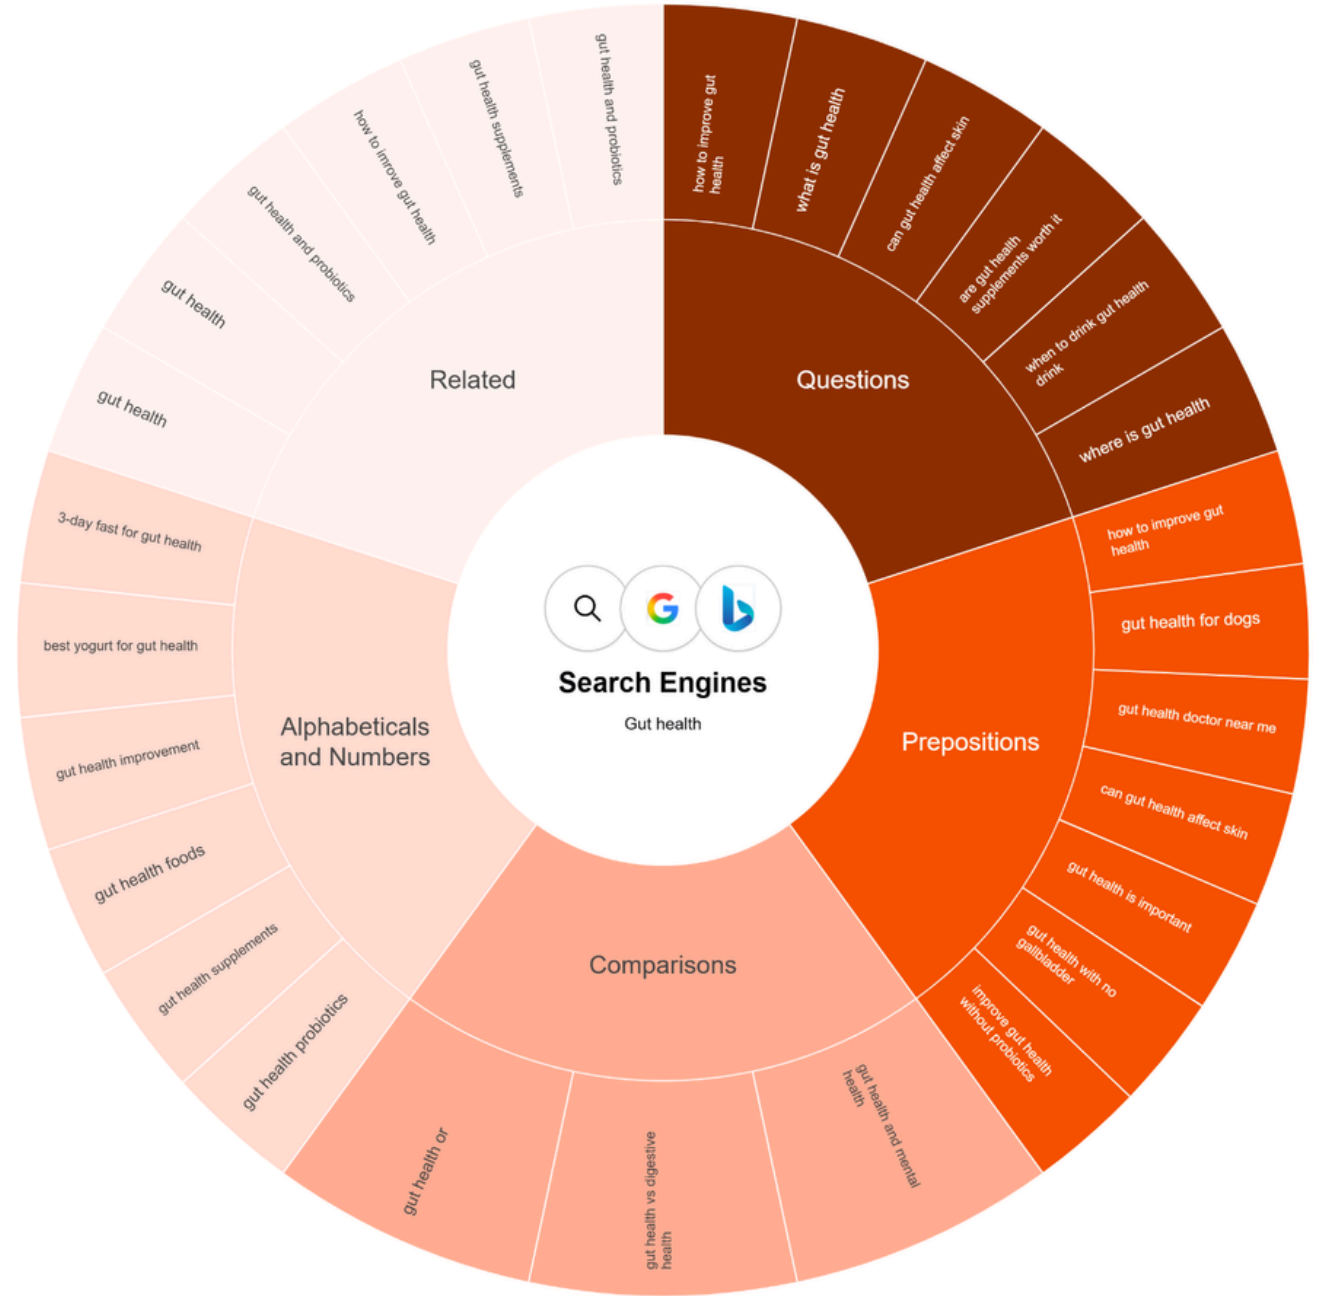 Search Engines
Gut health
Questions
how to improve gut
health
what is gut health
can gut health affect skin
are gut health
supplements worth it
when to drink gut health
drink
where is gut health
Prepositions
how to improve gut
health
gut health for dogs
gut health doctor near me
can gut health affect skin
gut health is important
gut health with no
gallbladder
improve gut health
without probiotics
Comparisons
gut health and mental
health
gut health vs digestive
health
gut health or
Alphabeticals
and Numbers
gut health probiotics
gut health supplements
gut health foods
gut health improvement
best yogurt for gut health
3-day fast for gut health
Related
gut health
gut health
gut health and probiotics
how to imrove gut health
gut health supplements
gut health and probiotics